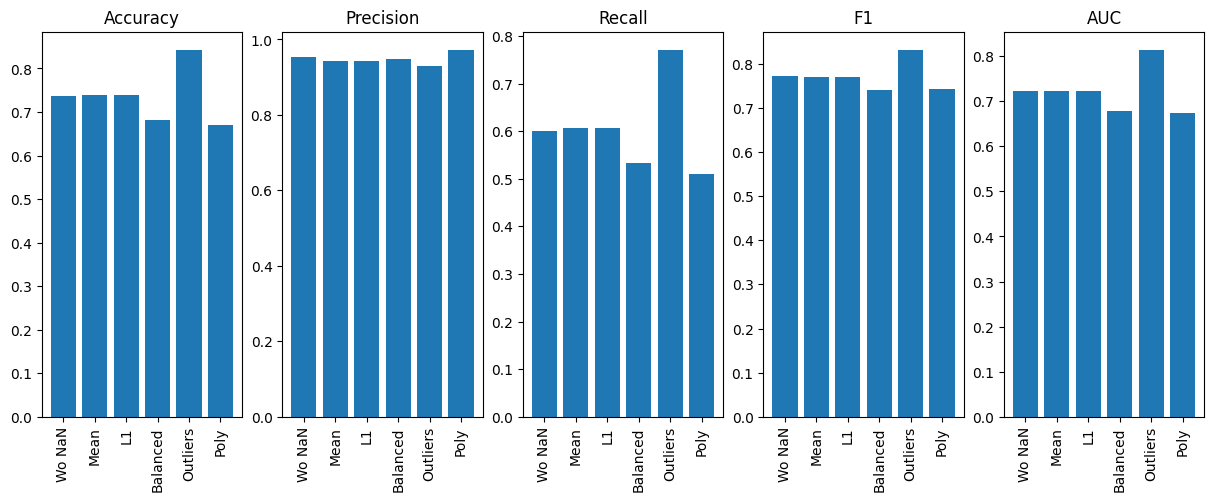 Accuracy
0.8
0.7
0.6
0.5
0.4
0.3
0.2
0.1
0.0
Wo NaN
Mean
L1
Balanced
Outliers
Poly
Precision
1.0
0.8
0.6
0.4
0.2
0.0
Wo NaN
Mean
L1
Balanced
Outliers
Poly
Recall
0.8
0.7
0.6
0.5
0.4
0.3
0.2
0.1
0.0
Wo NaN
Mean
L1
Balanced
Outliers
Poly
F1
0.8
0.7
0.6
0.5
0.4
0.3
0.2
0.1
0.0
Wo NaN
Mean
L1
Balanced
Outliers
Poly
AUC
0.8
0.7
0.6
0.5
0.4
0.3
0.2
0.1
0.0
Wo NaN
Mean
L1
Balanced
Outliers
Poly